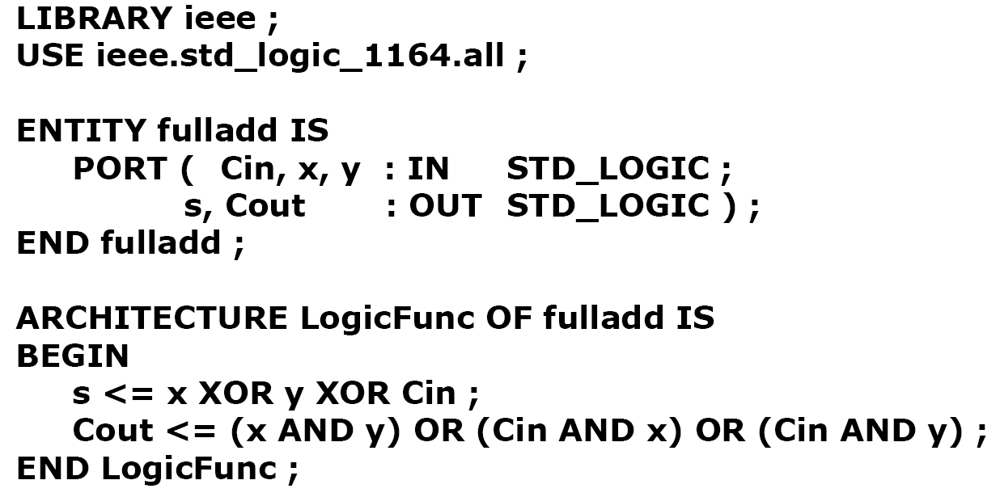 LIBRARY ieee ;
USE ieee.std_logic_1164.all ;
ENTITY fulladd IS
PORT ( Cin, x, y : IN STD_LOGIC ;
s, Cout : OUT STD_LOGIC ) ;
END fulladd ;
ARCHITECTURE LogicFunc OF fulladd IS
BEGIN
s <= x XOR y XOR Cin ;
Cout <= (x AND y) OR (Cin AND x) OR (Cin AND y) ;
END LogicFunc ;